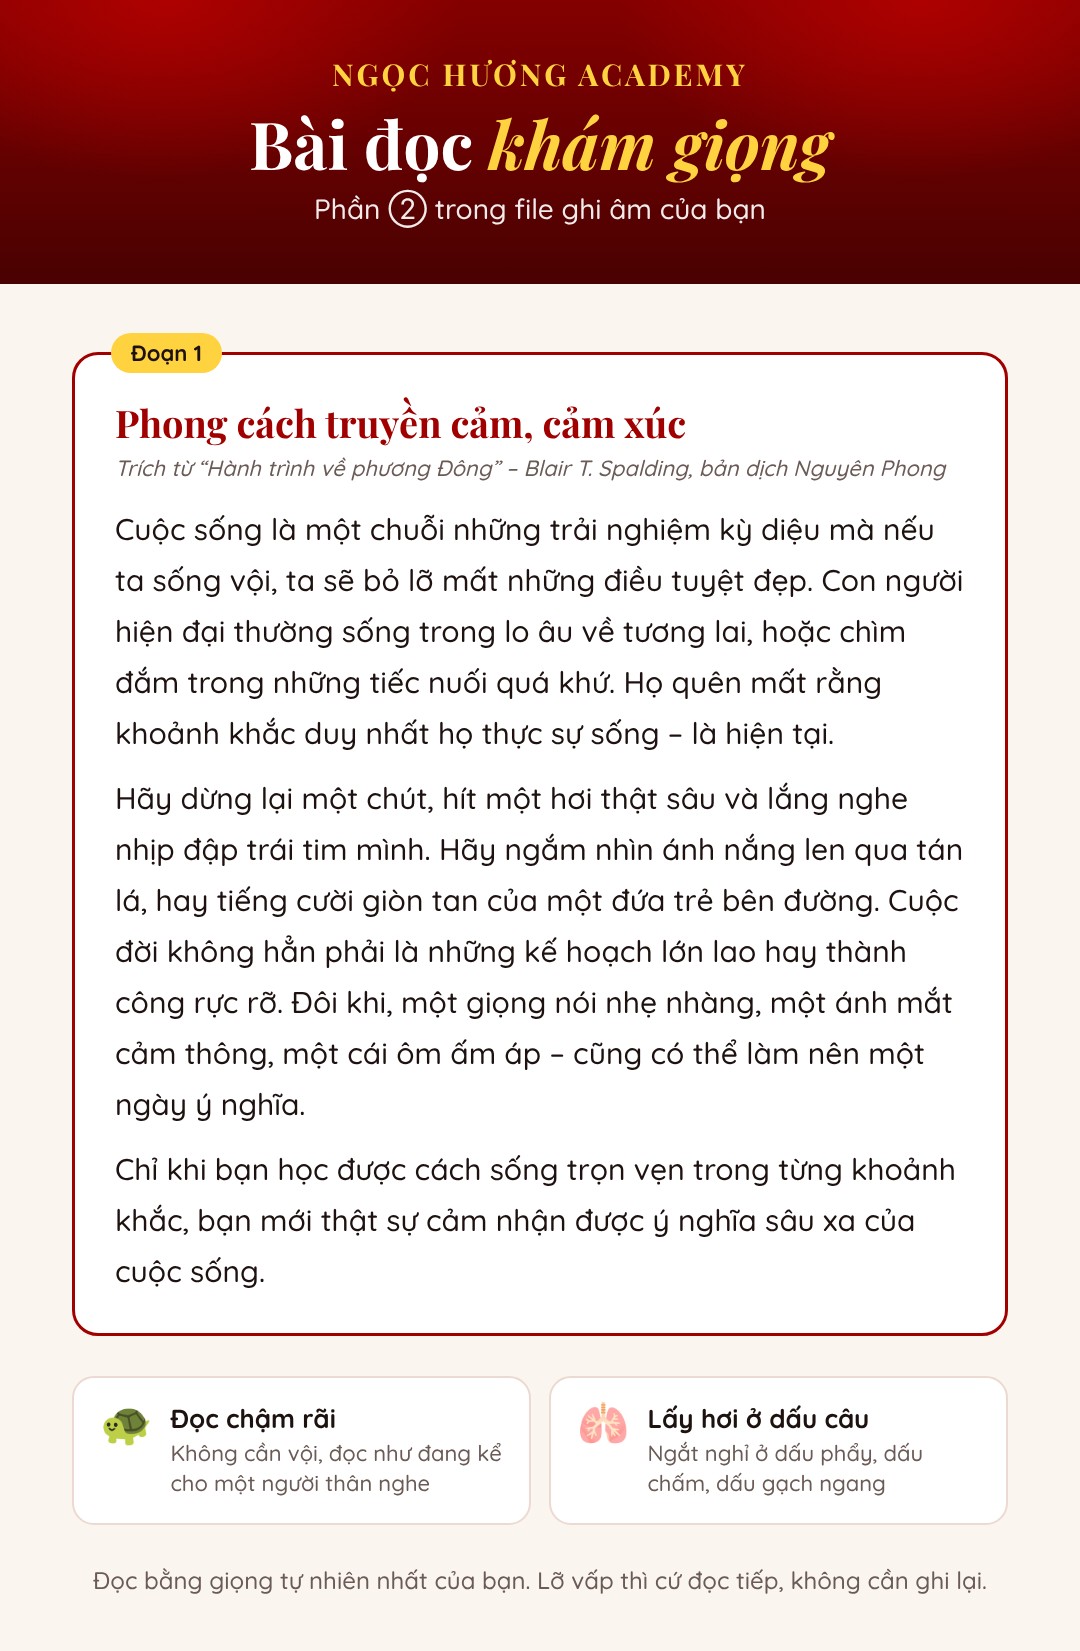 NGỌC HƯƠNG ACADEMY
Bài đọc khám giọng
Phần ② trong file ghi âm của bạn
Đoạn 1
Phong cách truyền cảm, cảm xúc
Trích từ “Hành trình về phương Đông” – Blair T. Spalding, bản dịch Nguyên Phong
Cuộc sống là một chuỗi những trải nghiệm kỳ diệu mà nếu
ta sống vội, ta sẽ bỏ lỡ mất những điều tuyệt đẹp. Con người
hiện đại thường sống trong lo âu về tương lai, hoặc chìm
đắm trong những tiếc nuối quá khứ. Họ quên mất rằng
khoảnh khắc duy nhất họ thực sự sống – là hiện tại.
Hãy dừng lại một chút, hít một hơi thật sâu và lắng nghe
nhịp đập trái tim mình. Hãy ngắm nhìn ánh nắng len qua tán
lá, hay tiếng cười giòn tan của một đứa trẻ bên đường. Cuộc
đời không hẳn phải là những kế hoạch lớn lao hay thành
công rực rỡ. Đôi khi, một giọng nói nhẹ nhàng, một ánh mắt
cảm thông, một cái ôm ấm áp – cũng có thể làm nên một
ngày ý nghĩa.
Chỉ khi bạn học được cách sống trọn vẹn trong từng khoảnh
khắc, bạn mới thật sự cảm nhận được ý nghĩa sâu xa của
cuộc sống.
Đọc chậm rãi
Không cần vội, đọc như đang kể
cho một người thân nghe
Lấy hơi ở dấu câu
Ngắt nghỉ ở dấu phẩy, dấu
chấm, dấu gạch ngang
Đọc bằng giọng tự nhiên nhất của bạn. Lỡ vấp thì cứ đọc tiếp, không cần ghi lại.